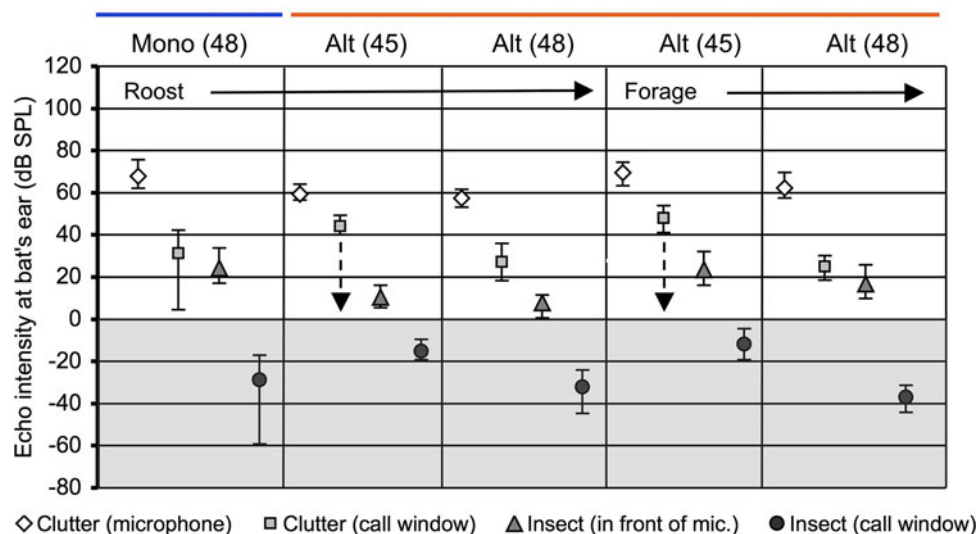 Mono (48) Alt (45) Alt (48) Alt (45) Alt (48)
Echo intensity at bat's ear (dB SPL)
120
100
80
60
40
20
0
-20
-40
-60
-80
Roost Forage
Clutter (microphone) Clutter (call window) Insect (in front of mic.) Insect (call window)